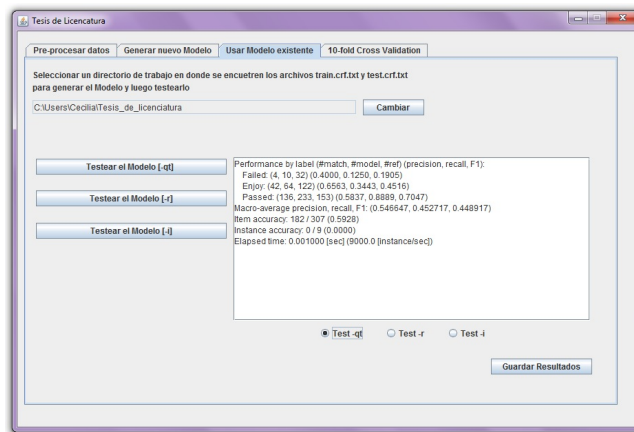 Tesis de Licencatura
Pre-procesar datos Generar nuevo Modelo Usar Modelo existente 10-fold Cross Validation
Seleccionar un directorio de trabajo en donde se encuetren los archivos train.crf.txt y test.crf.txt
para generar el Modelo y luego testearlo
C:\Users\Cecilia\Tesis_de_licenciatura Cambiar
Testear el Modelo [-qt]
Testear el Modelo [-r]
Testear el Modelo [-i]
Performance by label (#match, #model, #ref) (precision, recall, F1):
Failed: (4, 10, 32) (0.4000, 0.1250, 0.1905)
Enjoy: (42, 64, 122) (0.6563, 0.3443, 0.4516)
Passed: (136, 233, 153) (0.5837, 0.8889, 0.7047)
Macro-average precision, recall, F1: (0.546647, 0.452717, 0.448917)
Item accuracy: 182 / 307 (0.5928)
Instance accuracy: 0 / 9 (0.0000)
Elapsed time: 0.001000 [sec] (9000.0 [instance/sec])
Test -qt Test -r Test -i
Guardar Resultados